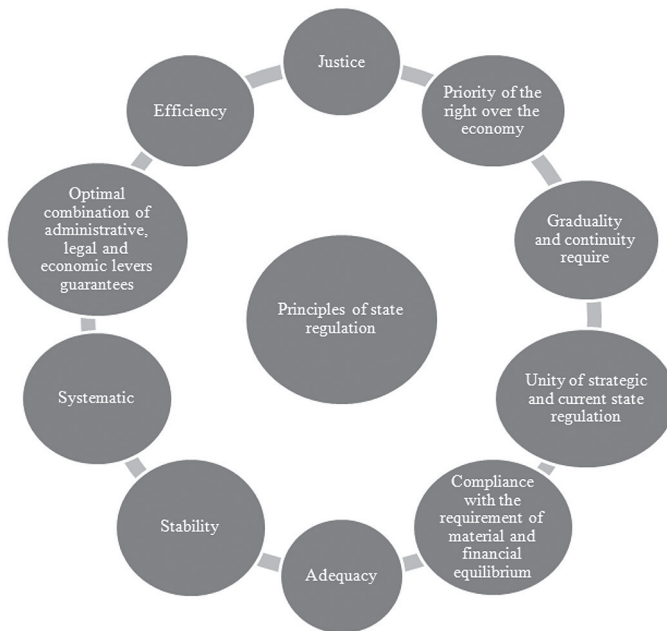 Justice
Priority of the
right over the
economy
Graduality
and continuity
require
Unity of strategic
and current state
regulation
Compliance
with the
requirement of
material and
financial
equilibrium
Adequacy
Stability
Systematic
Optimal
combination of
administrative,
legal and
economic levers
guarantees
Efficiency
Principles of state
regulation